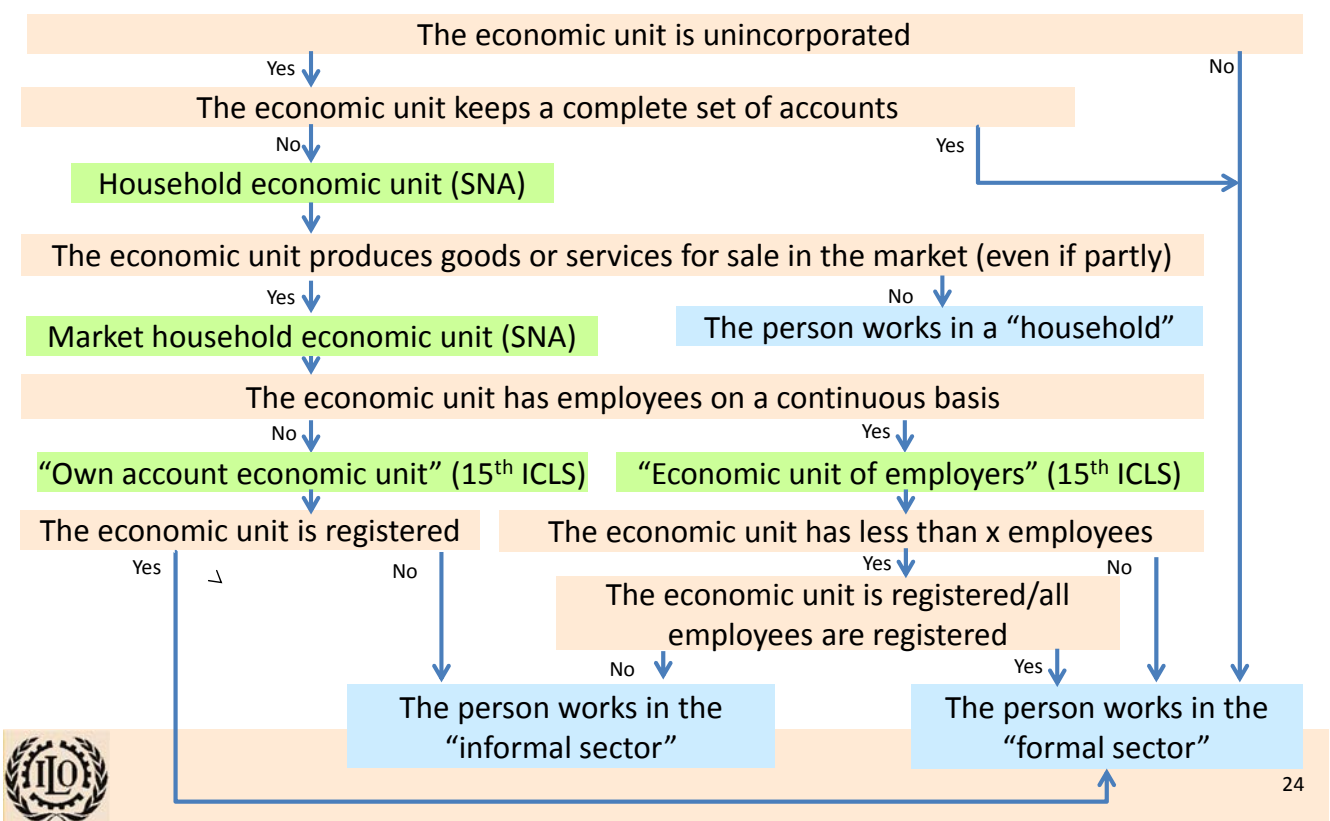 The economic unit is unincorporated
Yes
No
The economic unit keeps a complete set of accounts
No
Yes
Household economic unit (SNA)
The economic unit produces goods or services for sale in the market (even if partly)
Yes
No
Market household economic unit (SNA)
The person works in a “household”
The economic unit has employees on a continuous basis
No
Yes
“Own account economic unit” (15th ICLS)
“Economic unit of employers” (15th ICLS)
The economic unit is registered
The economic unit has less than x employees
Yes
No
Yes
No
The economic unit is registered/all
employees are registered
No
Yes
The person works in the
“informal sector”
The person works in the
“formal sector”
ILO
24